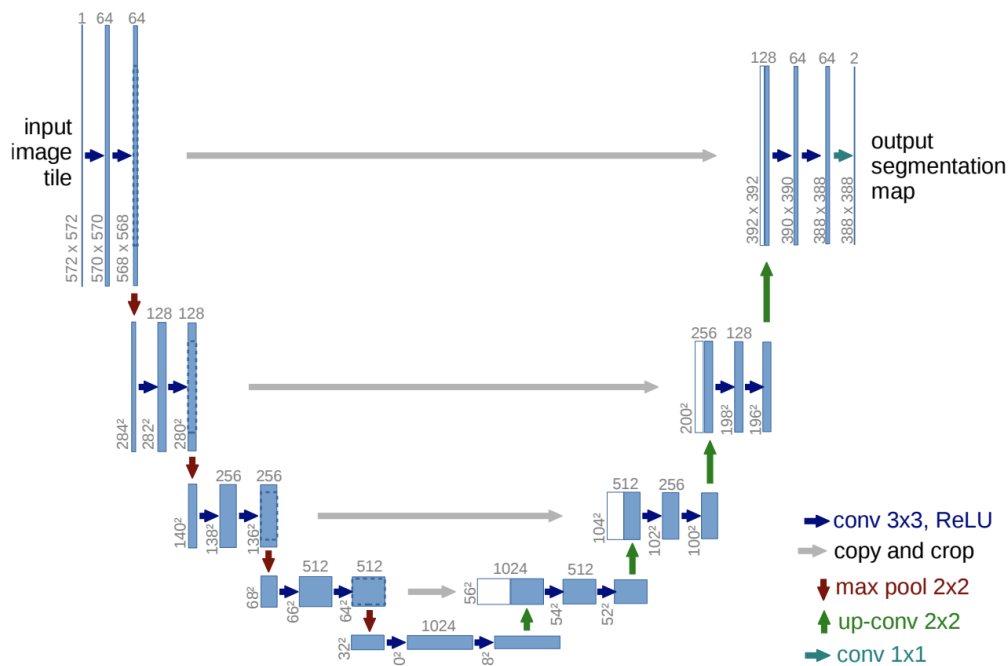 1 64 64
128
64 64 2
input
image
tile
output
segmentation
map
572 x 572
570 x 570
568 x 568
392 x 392
390 x 390
388 x 388
388 x 388
128 128
256 128
284²
282²
280²
200²
198²
196²
256 256
512 256
140²
138²
136²
104²
102²
100²
512 512
1024 512
68²
66²
64²
56²
54²
52²
1024
32²
0²
8²
conv 3x3, ReLU
copy and crop
max pool 2x2
up-conv 2x2
conv 1x1